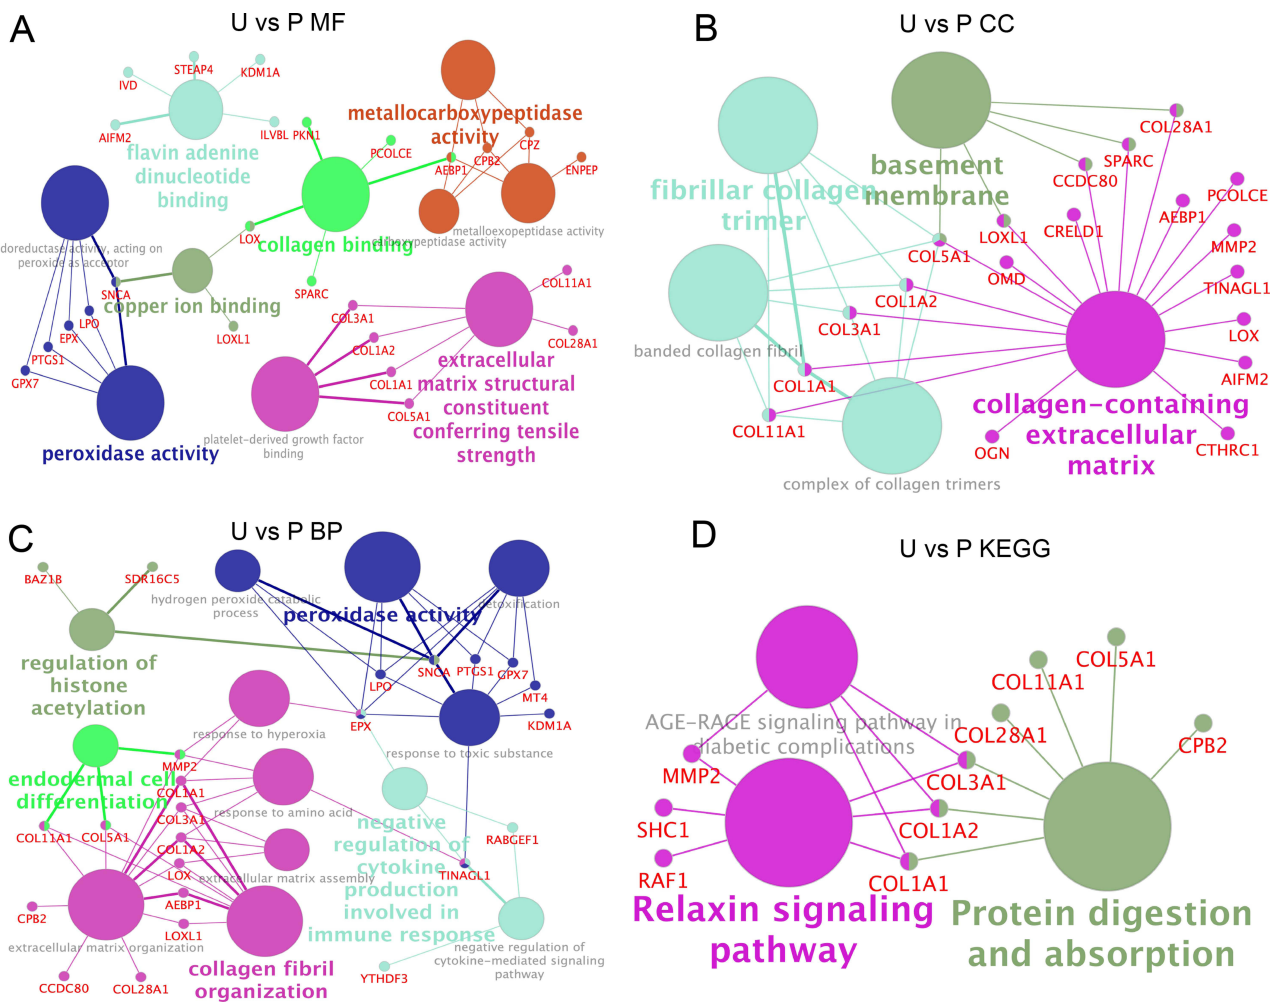 A
U vs P MF
STEAP4
KDM1A
IVD
AIFM2
ILVBL
PKN1
flavin adenine
dinucleotide
binding
metallocarboxypeptidase
activity
PCOLCE
CPZ
CPB2
AEBP1
ENPEP
metalloexopeptidase activity
carboxypeptidase activity
collagen binding
LOX
SPARC
doreductase activity, acting on
peroxide as acceptor
SNCA
copper ion binding
LOXL1
LPO
EPX
PTGS1
GPX7
peroxidase activity
COL11A1
COL3A1
COL1A2
COL28A1
COL1A1
COL5A1
extracellular
matrix structural
constituent
conferring tensile
strength
platelet-derived growth factor
binding
B
U vs P CC
COL28A1
SPARC
CCDC80
basement
membrane
fibrillar collagen
trimer
PCOLCE
AEBP1
CRELD1
LOXL1
MMP2
COL5A1
OMD
TINAGL1
COL1A2
COL3A1
LOX
banded collagen fibril
COL1A1
AIFM2
COL11A1
collagen-containing
extracellular
matrix
OGN
CTHRC1
complex of collagen trimers
C
U vs P BP
BAZ1B
SDR16C5
hydrogen peroxide catabolic
process
peroxidase activity
detoxification
regulation of
histone
acetylation
SNCA
PTGS1
GPX7
LPO
MT4
EPX
KDM1A
response to hyperoxia
response to toxic substance
MMP2
endodermal cell
differentiation
COL1A1
COL3A1
response to amino acid
COL11A1
COL5A1
COL1A2
LOX
extracellular matrix assembly
negative
regulation of
cytokine
production
involved in
immune response
RABGEF1
TINAGL1
AEBP1
CPB2
LOXL1
extracellular matrix organization
negative regulation of
cytokine-mediated signaling
pathway
YTHDF3
collagen fibril
organization
CCDC80
COL28A1
D
U vs P KEGG
COL5A1
COL11A1
AGE-RAGE signaling pathway in
diabetic complications
COL28A1
CPB2
MMP2
COL3A1
SHC1
COL1A2
RAF1
COL1A1
Relaxin signaling
pathway
Protein digestion
and absorption